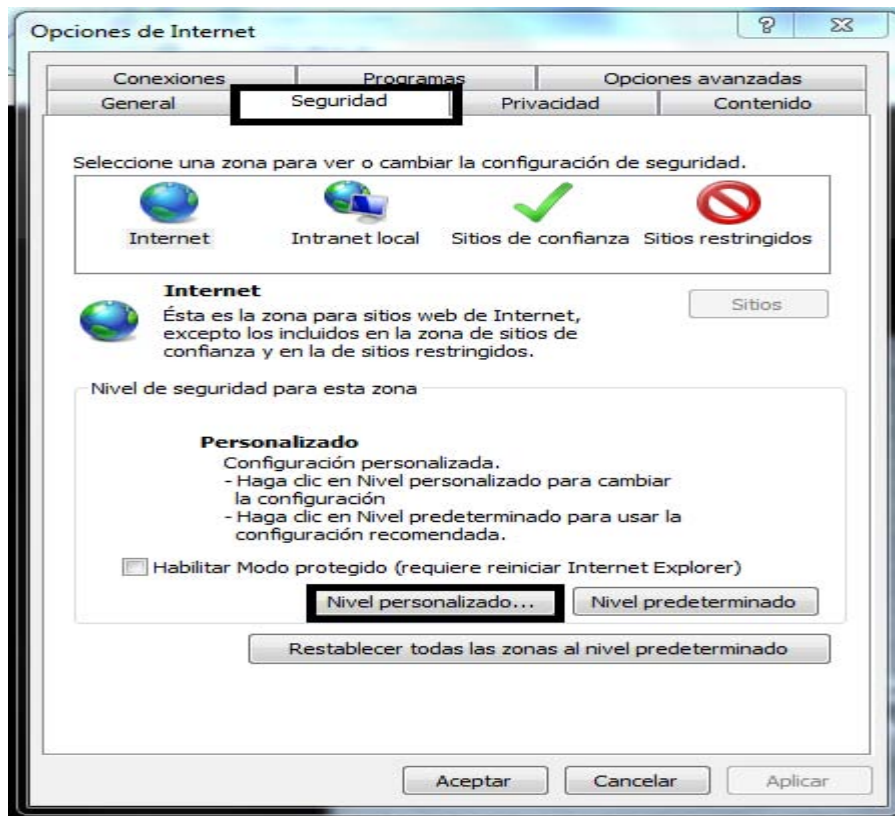 Opciones de Internet
Conexiones Programas Opciones avanzadas
General Seguridad Privacidad Contenido
Seleccione una zona para ver o cambiar la configuración de seguridad.
Internet Intranet local Sitios de confianza Sitios restringidos
Internet
Sitios
Ésta es la zona para sitios web de Internet,
excepto los incluidos en la zona de sitios de
confianza y en la de sitios restringidos.
Nivel de seguridad para esta zona
Personalizado
Configuración personalizada.
- Haga clic en Nivel personalizado para cambiar
la configuración
- Haga clic en Nivel predeterminado para usar la
configuración recomendada.
Habilitar Modo protegido (requiere reiniciar Internet Explorer)
Nivel personalizado... Nivel predeterminado
Restablecer todas las zonas al nivel predeterminado
Aceptar Cancelar Aplicar